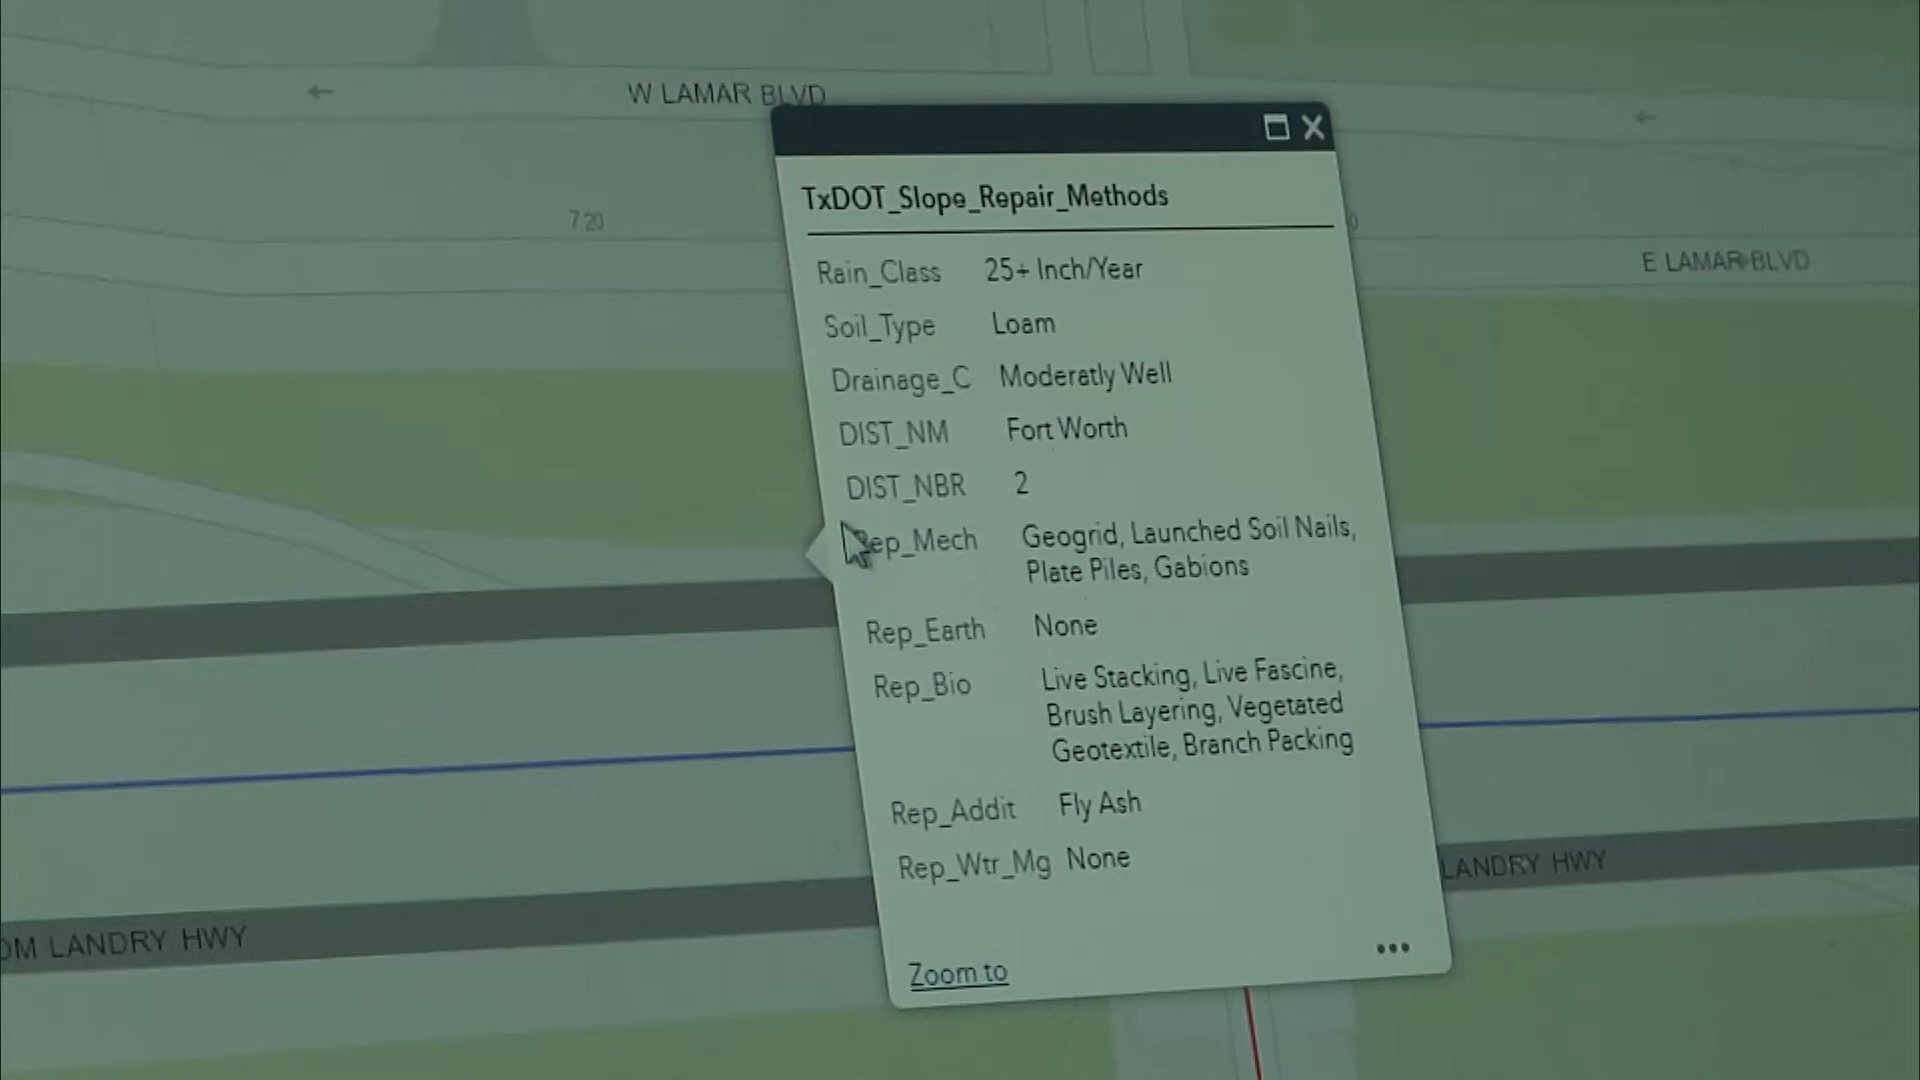 W LAMAR BLVD
TxDOT_Slope_Repair_Methods
720
E LAMAR BLVD
Rain_Class 25+ Inch/Year
Soil_Type Loam
Drainage_C Moderatly Well
DIST_NM Fort Worth
DIST_NBR 2
Rep_Mech Geogrid, Launched Soil Nails,
Plate Piles, Gabions
Rep_Earth None
Rep_Bio Live Stacking, Live Fascine,
Brush Layering, Vegetated
Geotextile, Branch Packing
Rep_Addit Fly Ash
Rep_Wtr_Mg None
LANDRY HWY
OM LANDRY HWY
Zoom to